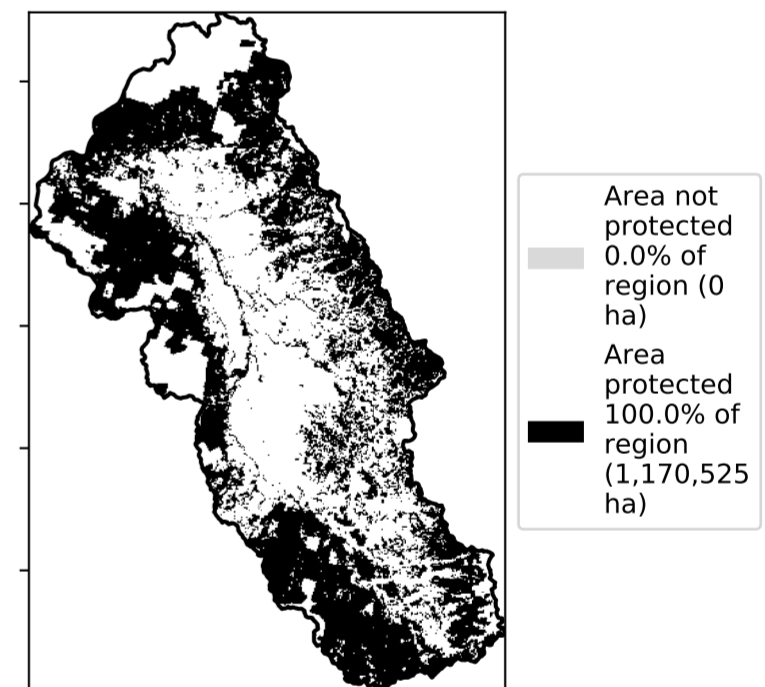 Area not
protected
0.0% of
region (0
ha)
Area
protected
100.0% of
region
(1,170,525
ha)